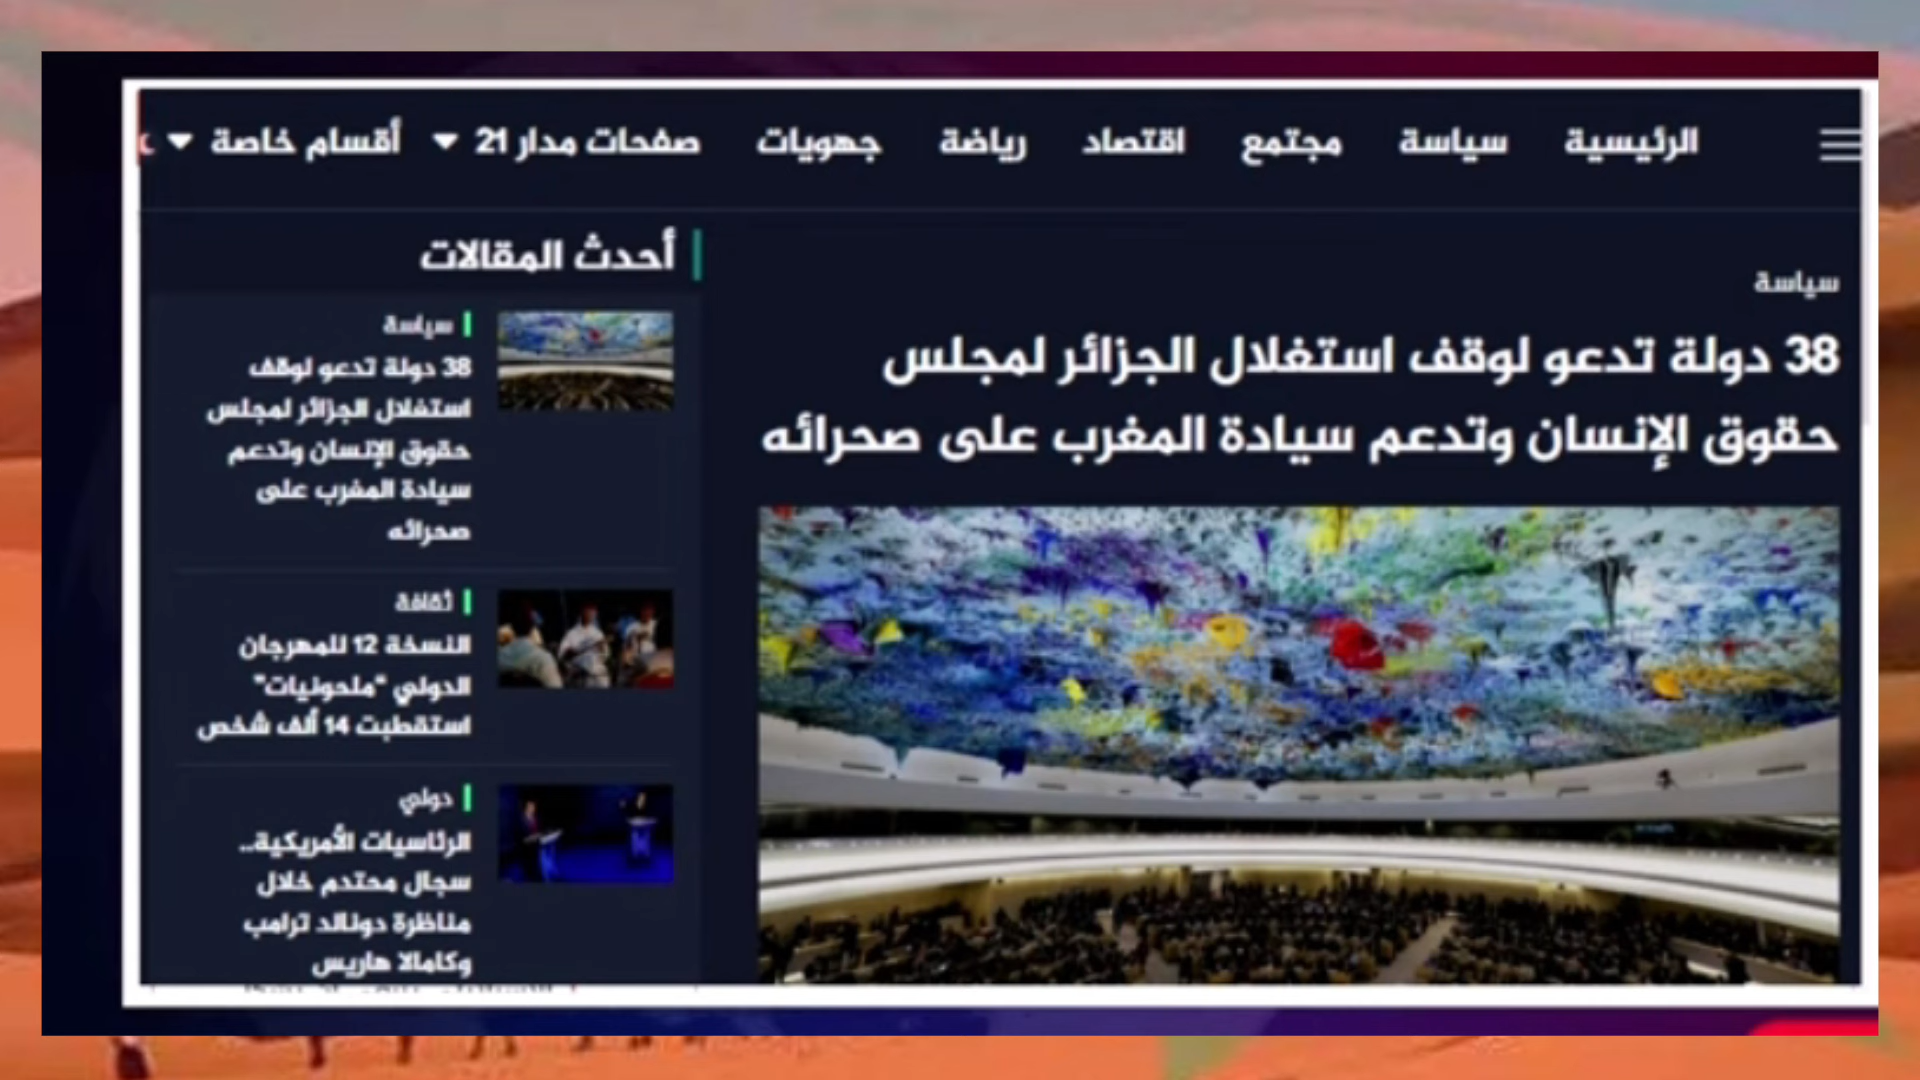 الرئيسية سياسة مجتمع اقتصاد رياضة جهويات صفحات مدار 21 أقسام خاصة
سياسة
38 دولة تدعو لوقف استغلال الجزائر لمجلس
حقوق الإنسان وتدعم سيادة المغرب على صحرائه
أحدث المقالات
سياسة
38 دولة تدعو لوقف
استغلال الجزائر لمجلس
حقوق الإنسان وتدعم
سيادة المغرب على
صحرائه
ثقافة
النسخة 12 للمهرجان
الدولي "ملحونيات"
استقطبت 14 ألف شخص
دولي
الرئاسيات الأمريكية..
سجال محتدم خلال
مناظرة دونالد ترامب
وكامالا هاريس